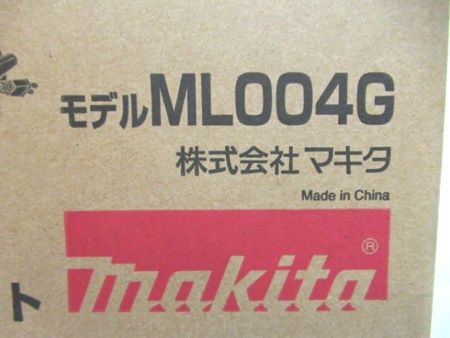 モデルML004G
株式会社マキタ
Made in China
makita®
ト